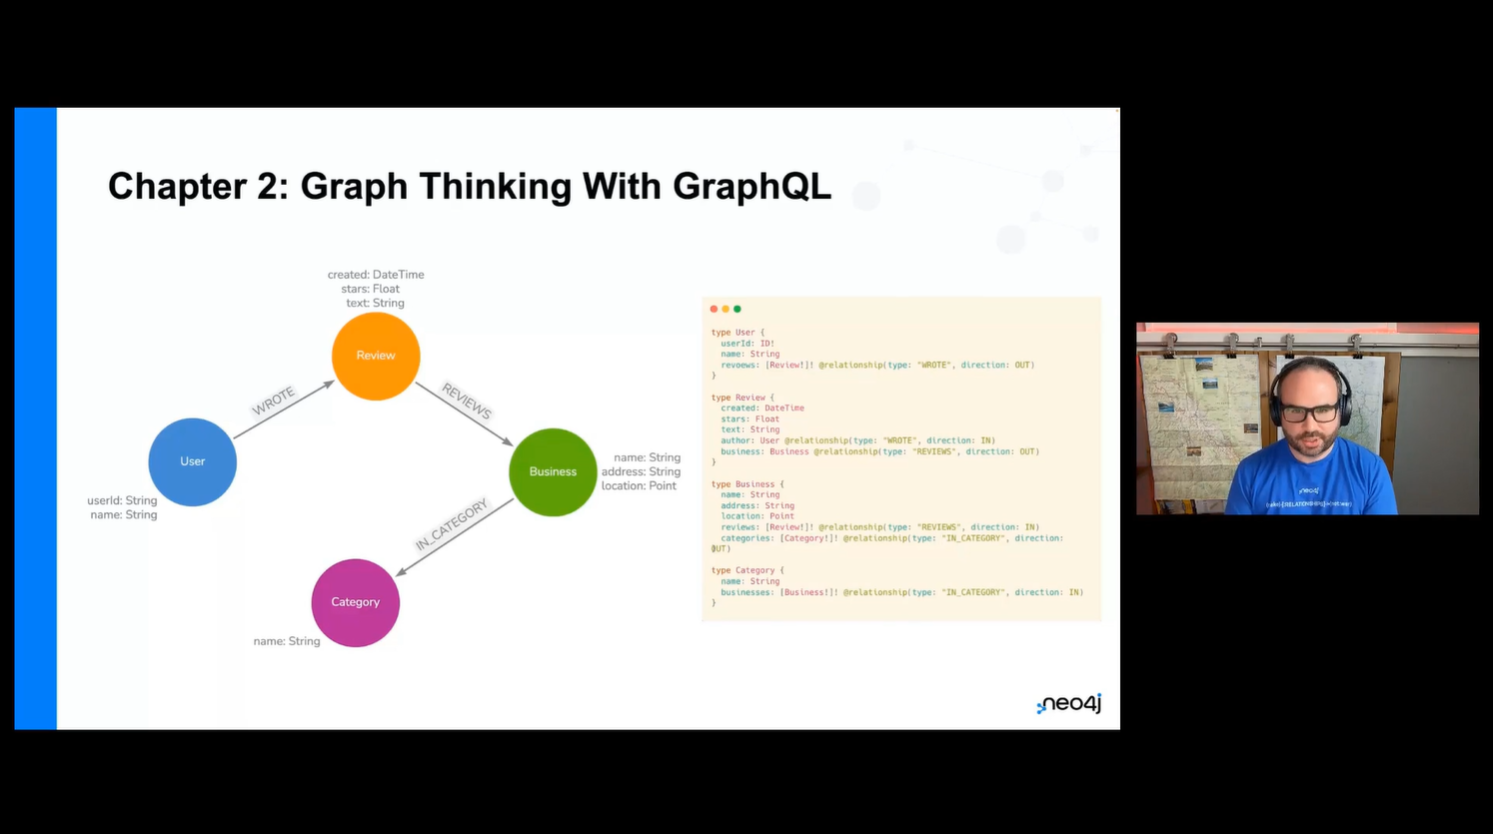 Chapter 2: Graph Thinking With GraphQL
created: DateTime
stars: Float
text: String
Review
WROTE
REVIEWS
User
userId: String
name: String
Business
name: String
address: String
location: Point
IN_CATEGORY
Category
name: String
type User {
userId: ID!
name: String
revoews: [Review!]! @relationship(type: "WROTE", direction: OUT)
}
type Review {
created: DateTime
stars: Float
text: String
author: User @relationship(type: "WROTE", direction: IN)
business: Business @relationship(type: "REVIEWS", direction: OUT)
}
type Business {
name: String
address: String
location: Point
reviews: [Review!]! @relationship(type: "REVIEWS", direction: IN)
categories: [Category!]! @relationship(type: "IN_CATEGORY", direction:
OUT)
}
type Category {
name: String
businesses: [Business!]! @relationship(type: "IN_CATEGORY", direction: IN)
}
neo4j
neo4j